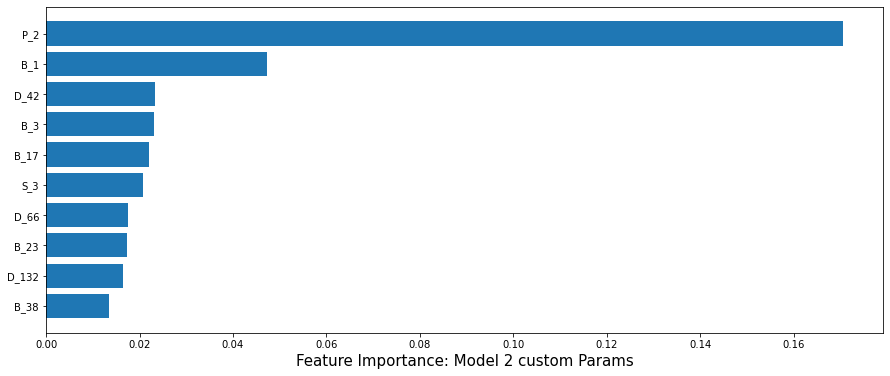 P_2
B_1
D_42
B_3
B_17
S_3
D_66
B_23
D_132
B_38
0.00 0.02 0.04 0.06 0.08 0.10 0.12 0.14 0.16
Feature Importance: Model 2 custom Params